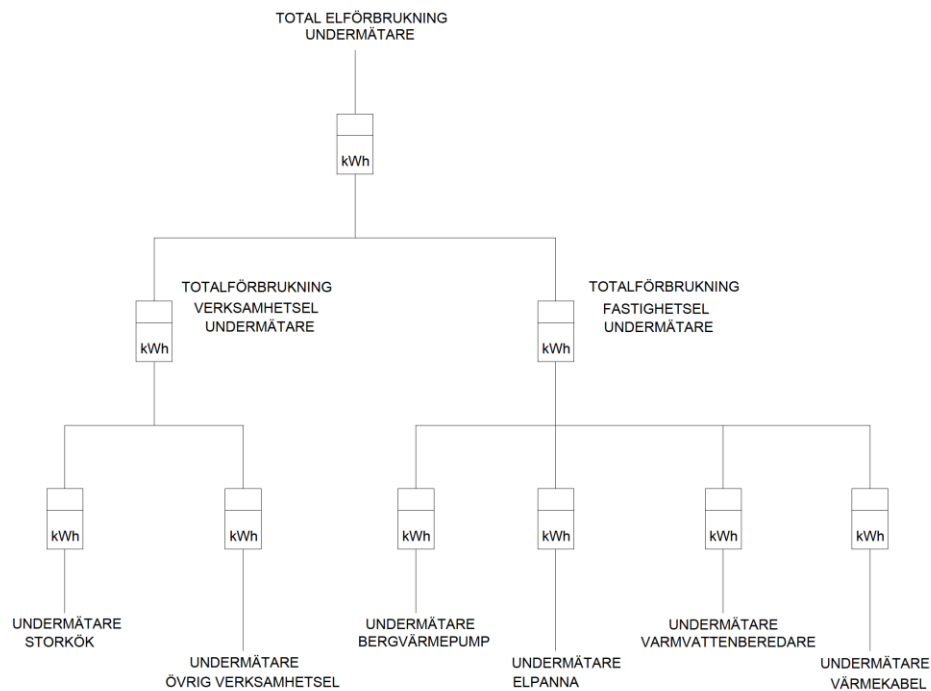 TOTAL ELFÖRBRUKNING
UNDERMÄTARE
kWh
TOTALFÖRBRUKNING
VERKSAMHETSEL
UNDERMÄTARE
kWh
TOTALFÖRBRUKNING
FASTIGHETSEL
UNDERMÄTARE
kWh
kWh
kWh
kWh
kWh
kWh
kWh
UNDERMÄTARE
STORKÖK
UNDERMÄTARE
ÖVRIG VERKSAMHETSEL
UNDERMÄTARE
BERGVÄRMEPUMP
UNDERMÄTARE
ELPANNA
UNDERMÄTARE
VARMVATTENBEREDARE
UNDERMÄTARE
VÄRMEKABEL